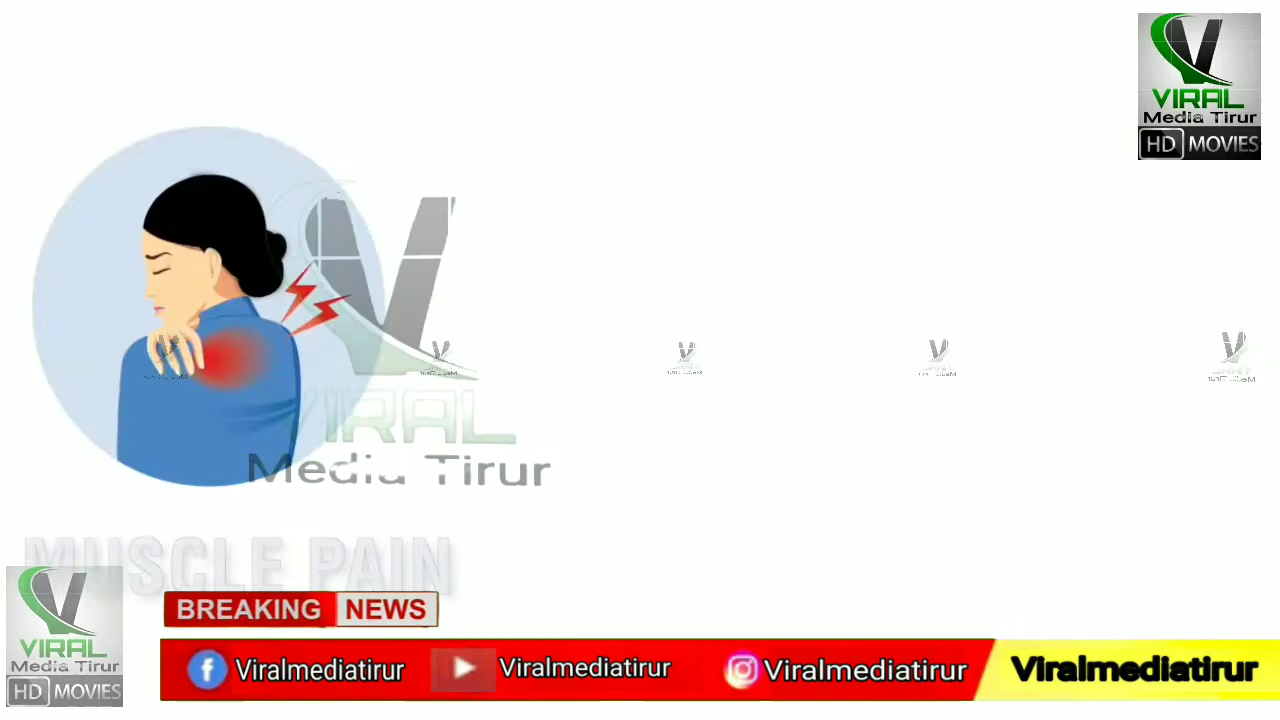 VIRAL
Media Tirur
HD MOVIES
VIRAL
Media Tirur
MUSCLE PAIN
BREAKING NEWS
VIRAL
Media Tirur
HD MOVIES
Viralmediatirur
Viralmediatirur
Viralmediatirur
Viralmediatirur